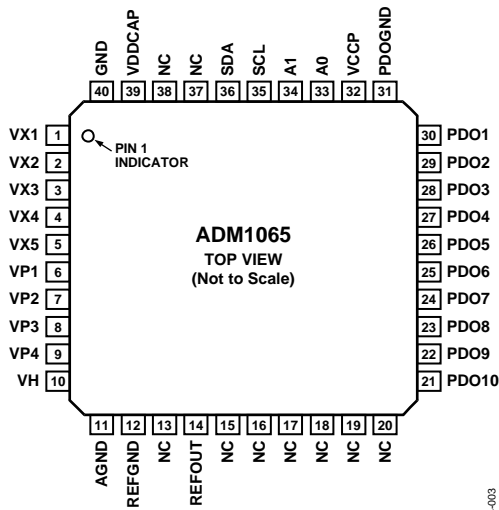 GND
VDDCAP
NC
NC
SDA
SCL
A1
A0
VCCP
PDOGND
40
39
38
37
36
35
34
33
32
31
VX1 1
VX2 2
VX3 3
VX4 4
VX5 5
VP1 6
VP2 7
VP3 8
VP4 9
VH 10
PIN 1
INDICATOR
ADM1065
TOP VIEW
(Not to Scale)
30 PDO1
29 PDO2
28 PDO3
27 PDO4
26 PDO5
25 PDO6
24 PDO7
23 PDO8
22 PDO9
21 PDO10
11
12
13
14
15
16
17
18
19
20
AGND
REFGND
NC
REFOUT
NC
NC
NC
NC
NC
NC
-003